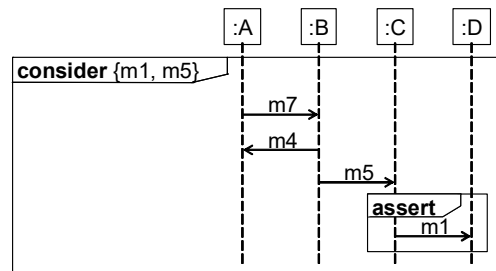 :A :B :C :D
consider {m1, m5}
m7
m4
m5
assert
m1